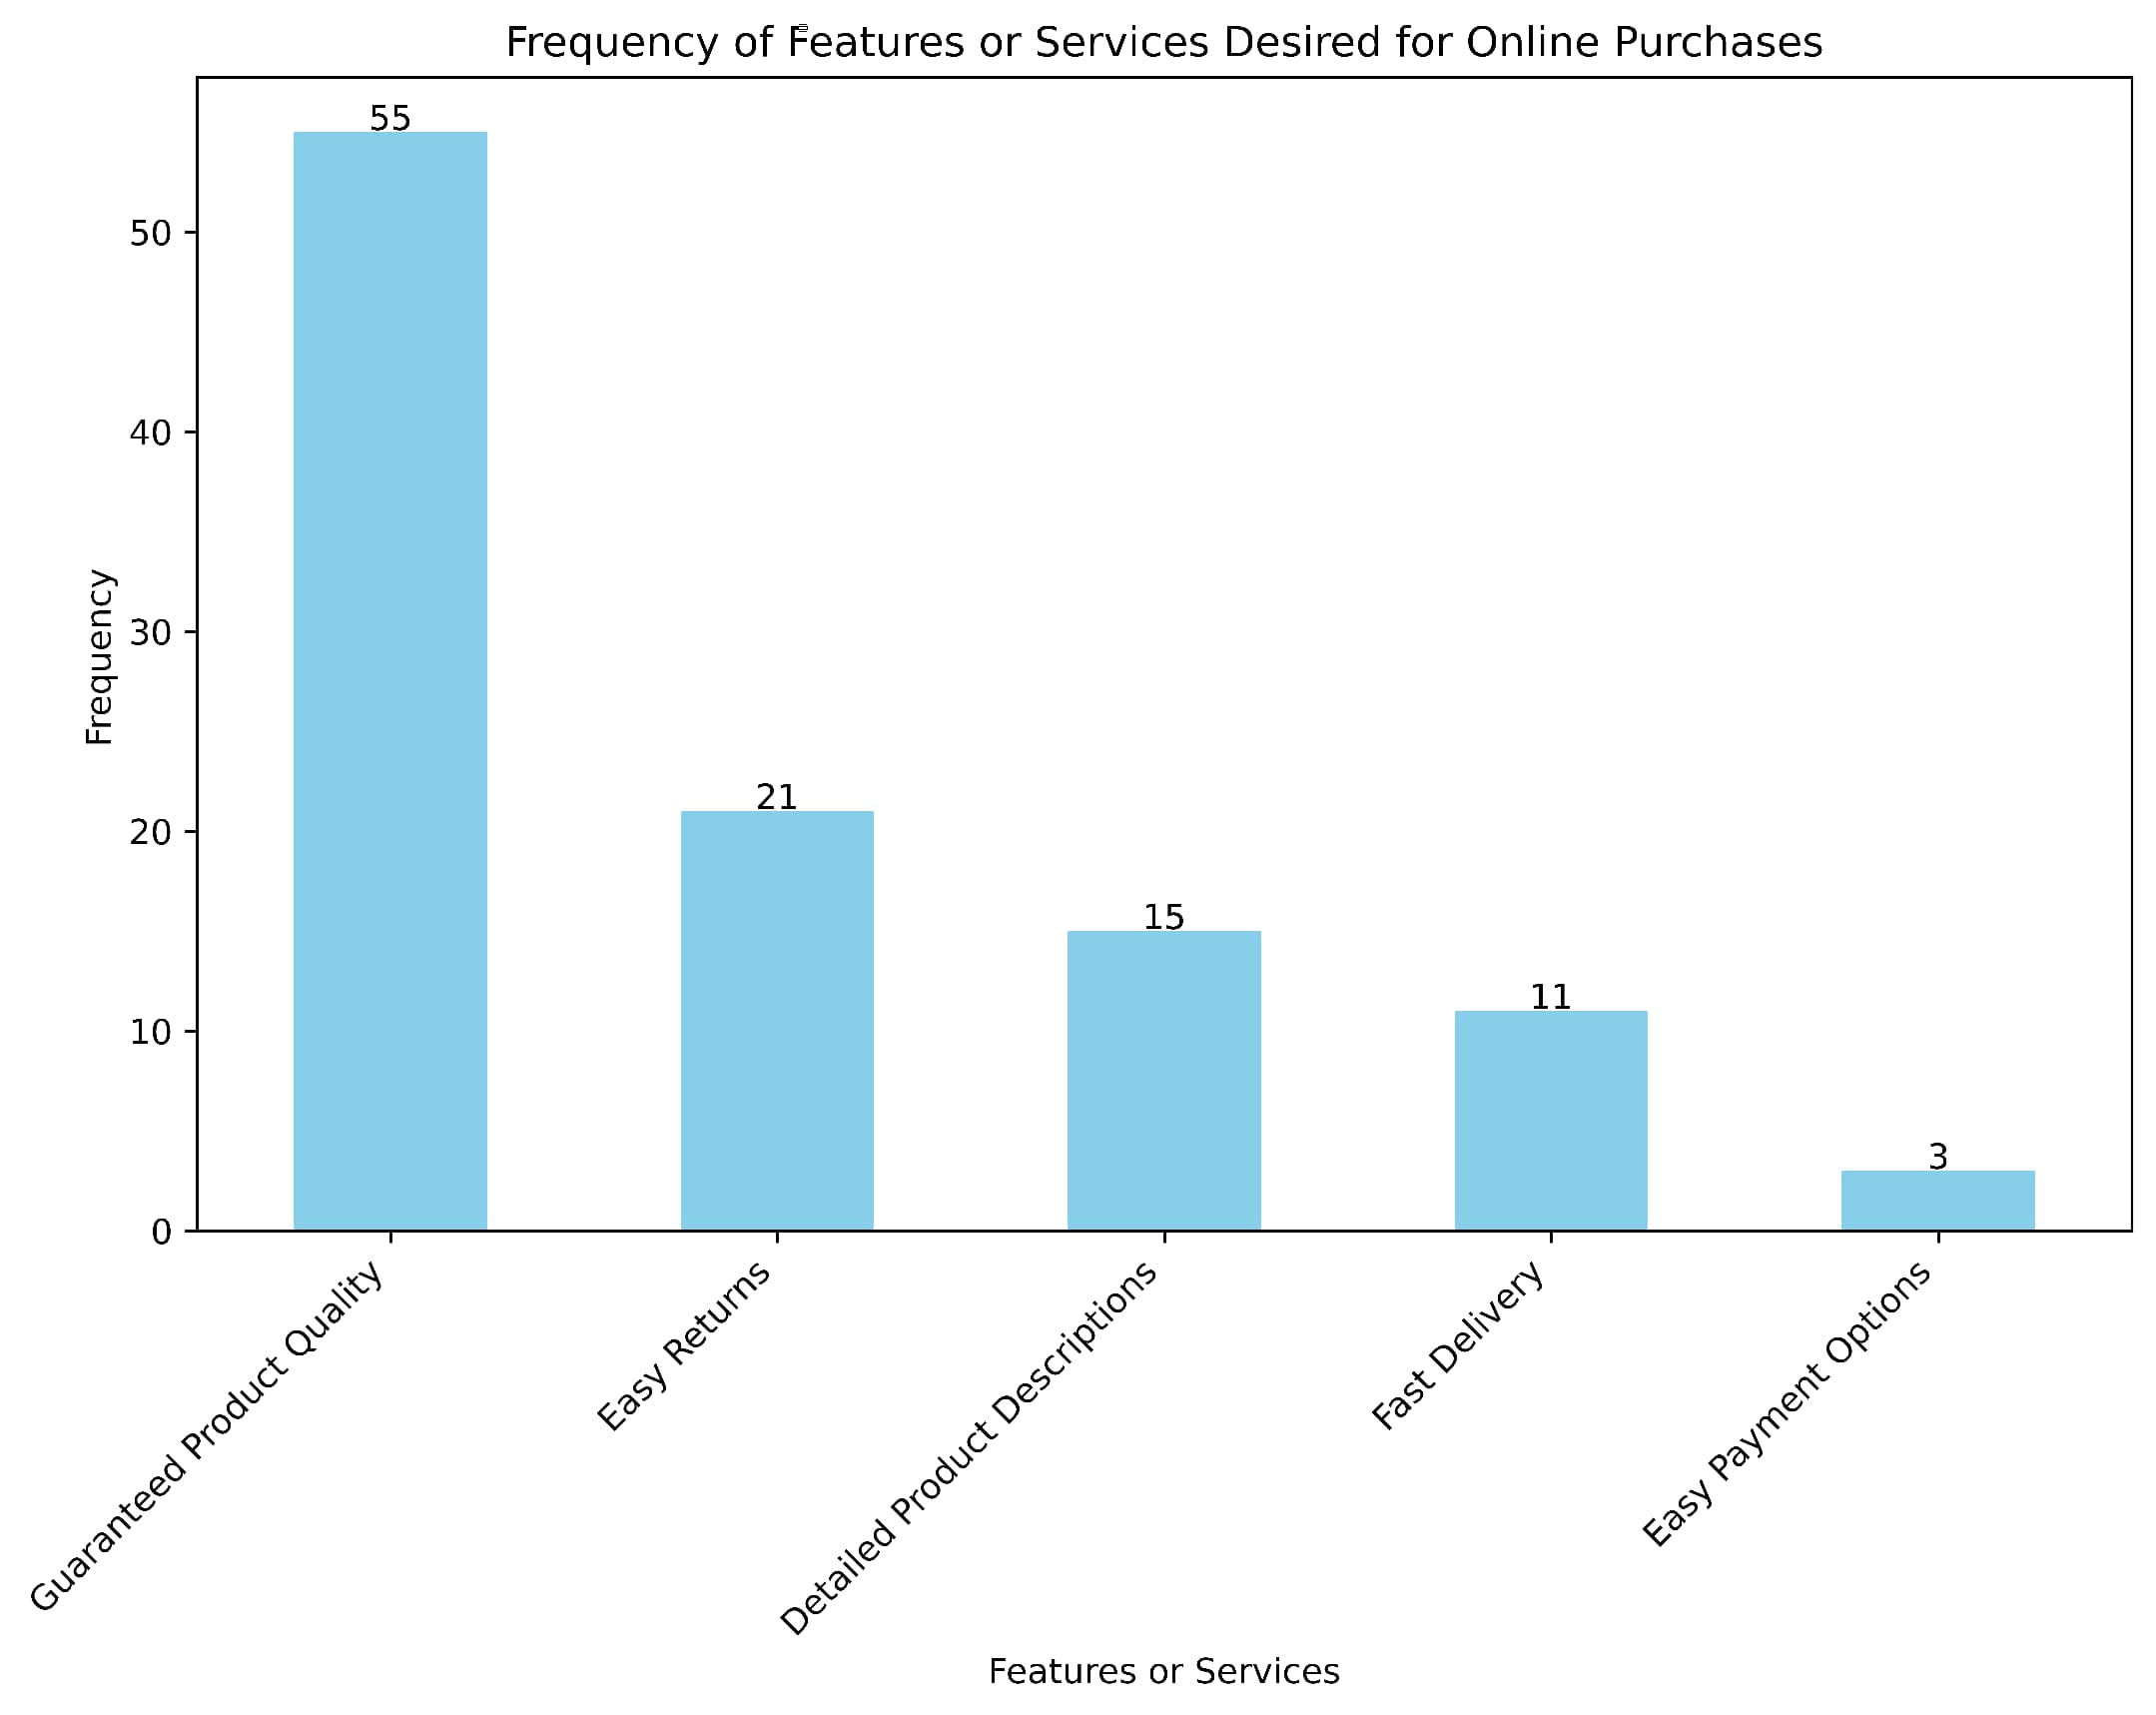 Frequency of Features or Services Desired for Online Purchases
55
50
40
30
20
10
0
Frequency
21
15
11
3
Guaranteed Product Quality
Easy Returns
Detailed Product Descriptions
Fast Delivery
Easy Payment Options
Features or Services